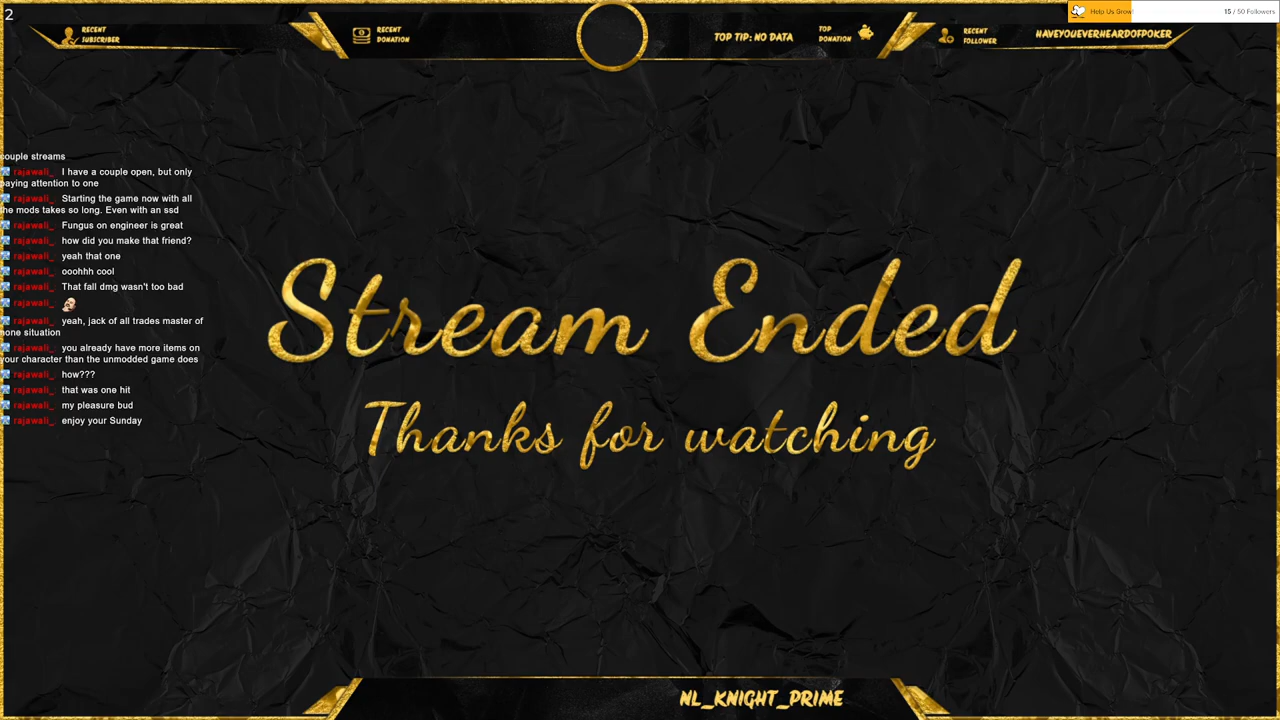 2
RECENT
SUBSCRIBER
RECENT
DONATION
TOP TIP: NO DATA
TOP
DONATION
RECENT
FOLLOWER
HAVEYOUEVERHEARDOFPOKER
Help Us Grow!
15 / 50 Followers
couple streams
rajawali_ I have a couple open, but only
paying attention to one
rajawali_ Starting the game now with all
the mods takes so long. Even with an ssd
rajawali_ Fungus on engineer is great
rajawali_ how did you make that friend?
rajawali_ yeah that one
rajawali_ ooohhh cool
rajawali_ That fall dmg wasn't too bad
rajawali_
rajawali_ yeah, jack of all trades master of
none situation
rajawali_ you already have more items on
your character than the unmodded game does
rajawali_ how???
rajawali_ that was one hit
rajawali_ my pleasure bud
rajawali_ enjoy your Sunday
Stream Ended
Thanks for watching
NL_KNIGHT_PRIME